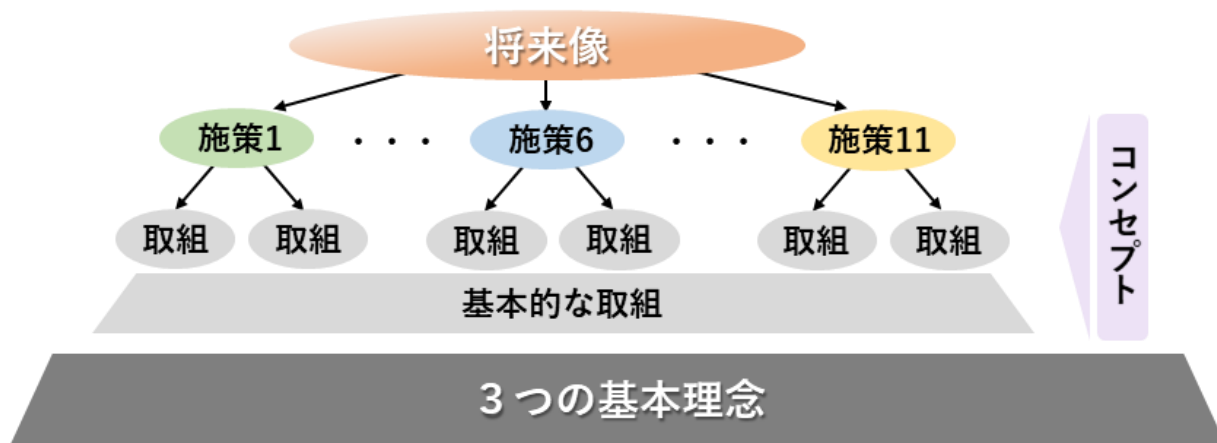 将来像
施策1 ・・・ 施策6 ・・・ 施策11
取組 取組 取組 取組 取組 取組
基本的な取組
コンセプト
3つの基本理念